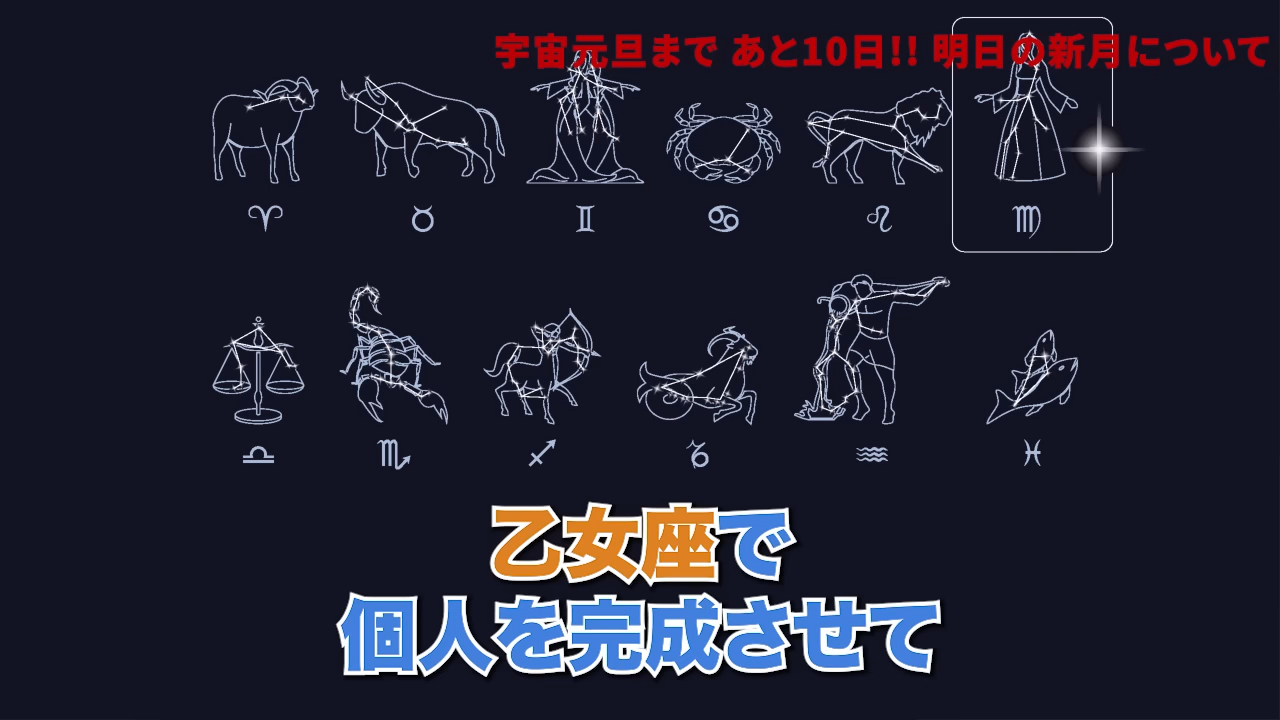 宇宙元旦まで あと10日!! 明日の新月について
♈ ♉ ♊ ♋ ♌ ♍
♎ ♏ ♐ ♑ ♒ ♓
乙女座で
個人を完成させて